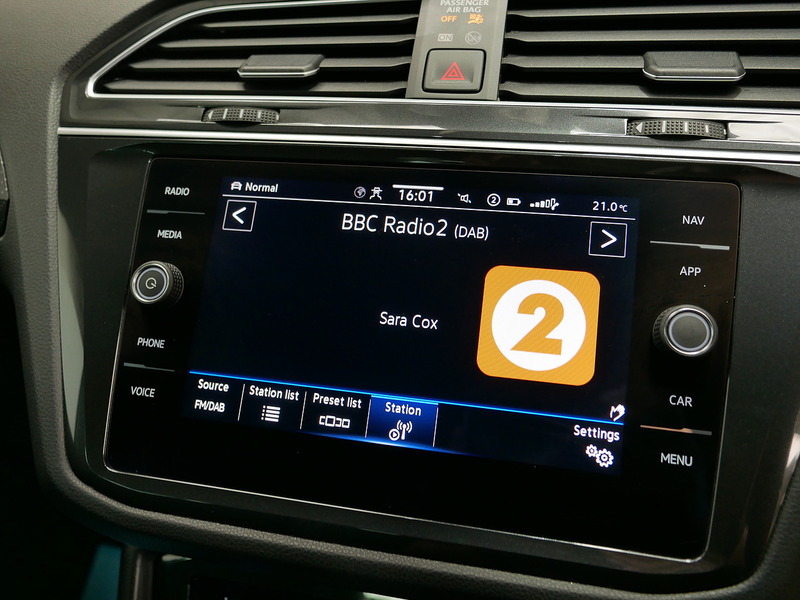 PASSENGER
AIR BAG
OFF
ON
RADIO
MEDIA
PHONE
VOICE
Normal
16:01
2
21.0°C
BBC Radio2 (DAB)
Sara Cox
2
Source
FM/DAB
Station list
Preset list
Station
Settings
NAV
APP
CAR
MENU